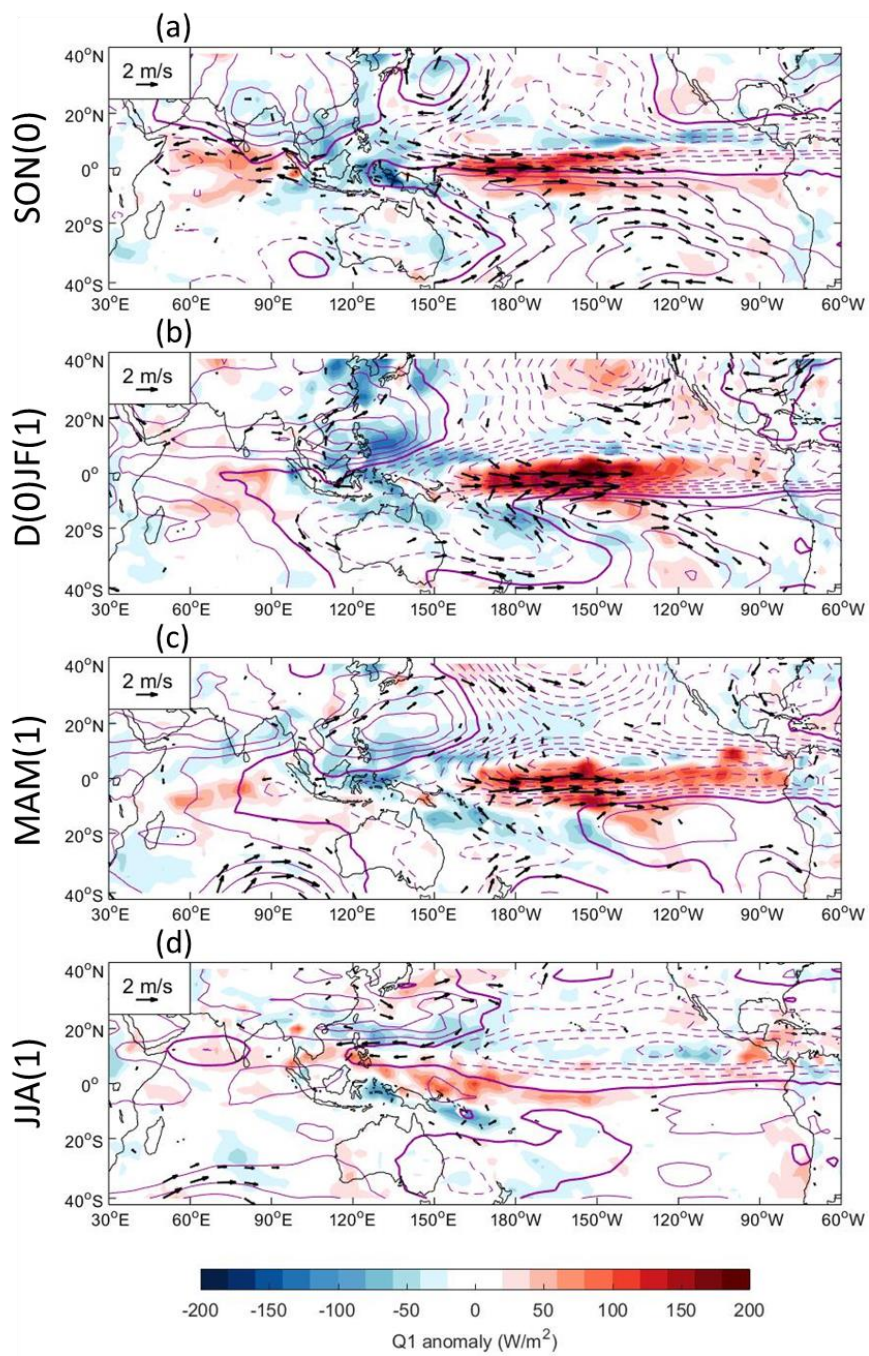 (a)
SON(0)
2 m/s
40°N
20°N
0°
20°S
40°S
30°E 60°E 90°E 120°E 150°E 180°W 150°W 120°W 90°W 60°W
(b)
D(0)JF(1)
2 m/s
40°N
20°N
0°
20°S
40°S
30°E 60°E 90°E 120°E 150°E 180°W 150°W 120°W 90°W 60°W
(c)
MAM(1)
2 m/s
40°N
20°N
0°
20°S
40°S
30°E 60°E 90°E 120°E 150°E 180°W 150°W 120°W 90°W 60°W
(d)
JJA(1)
2 m/s
40°N
20°N
0°
20°S
40°S
30°E 60°E 90°E 120°E 150°E 180°W 150°W 120°W 90°W 60°W
-200 -150 -100 -50 0 50 100 150 200
Q1 anomaly (W/m²)